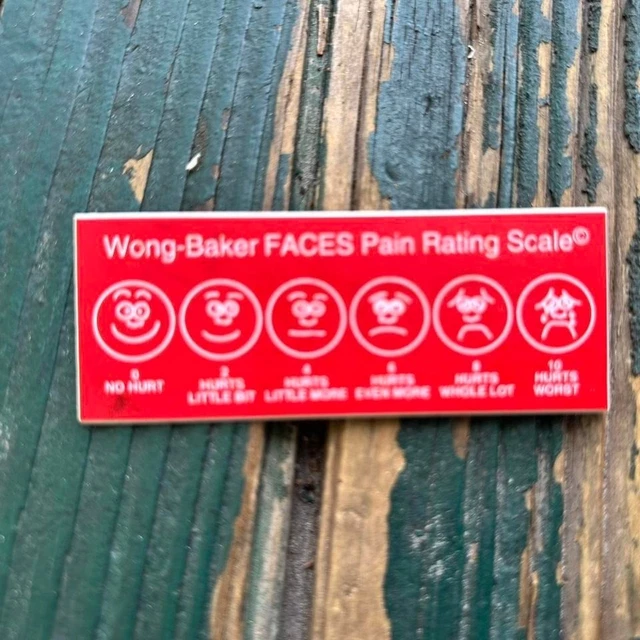 Wong-Baker FACES Pain Rating Scale©
0
NO HURT
2
HURTS
LITTLE BIT
4
HURTS
LITTLE MORE
6
HURTS
EVEN MORE
8
HURTS
WHOLE LOT
10
HURTS
WORST